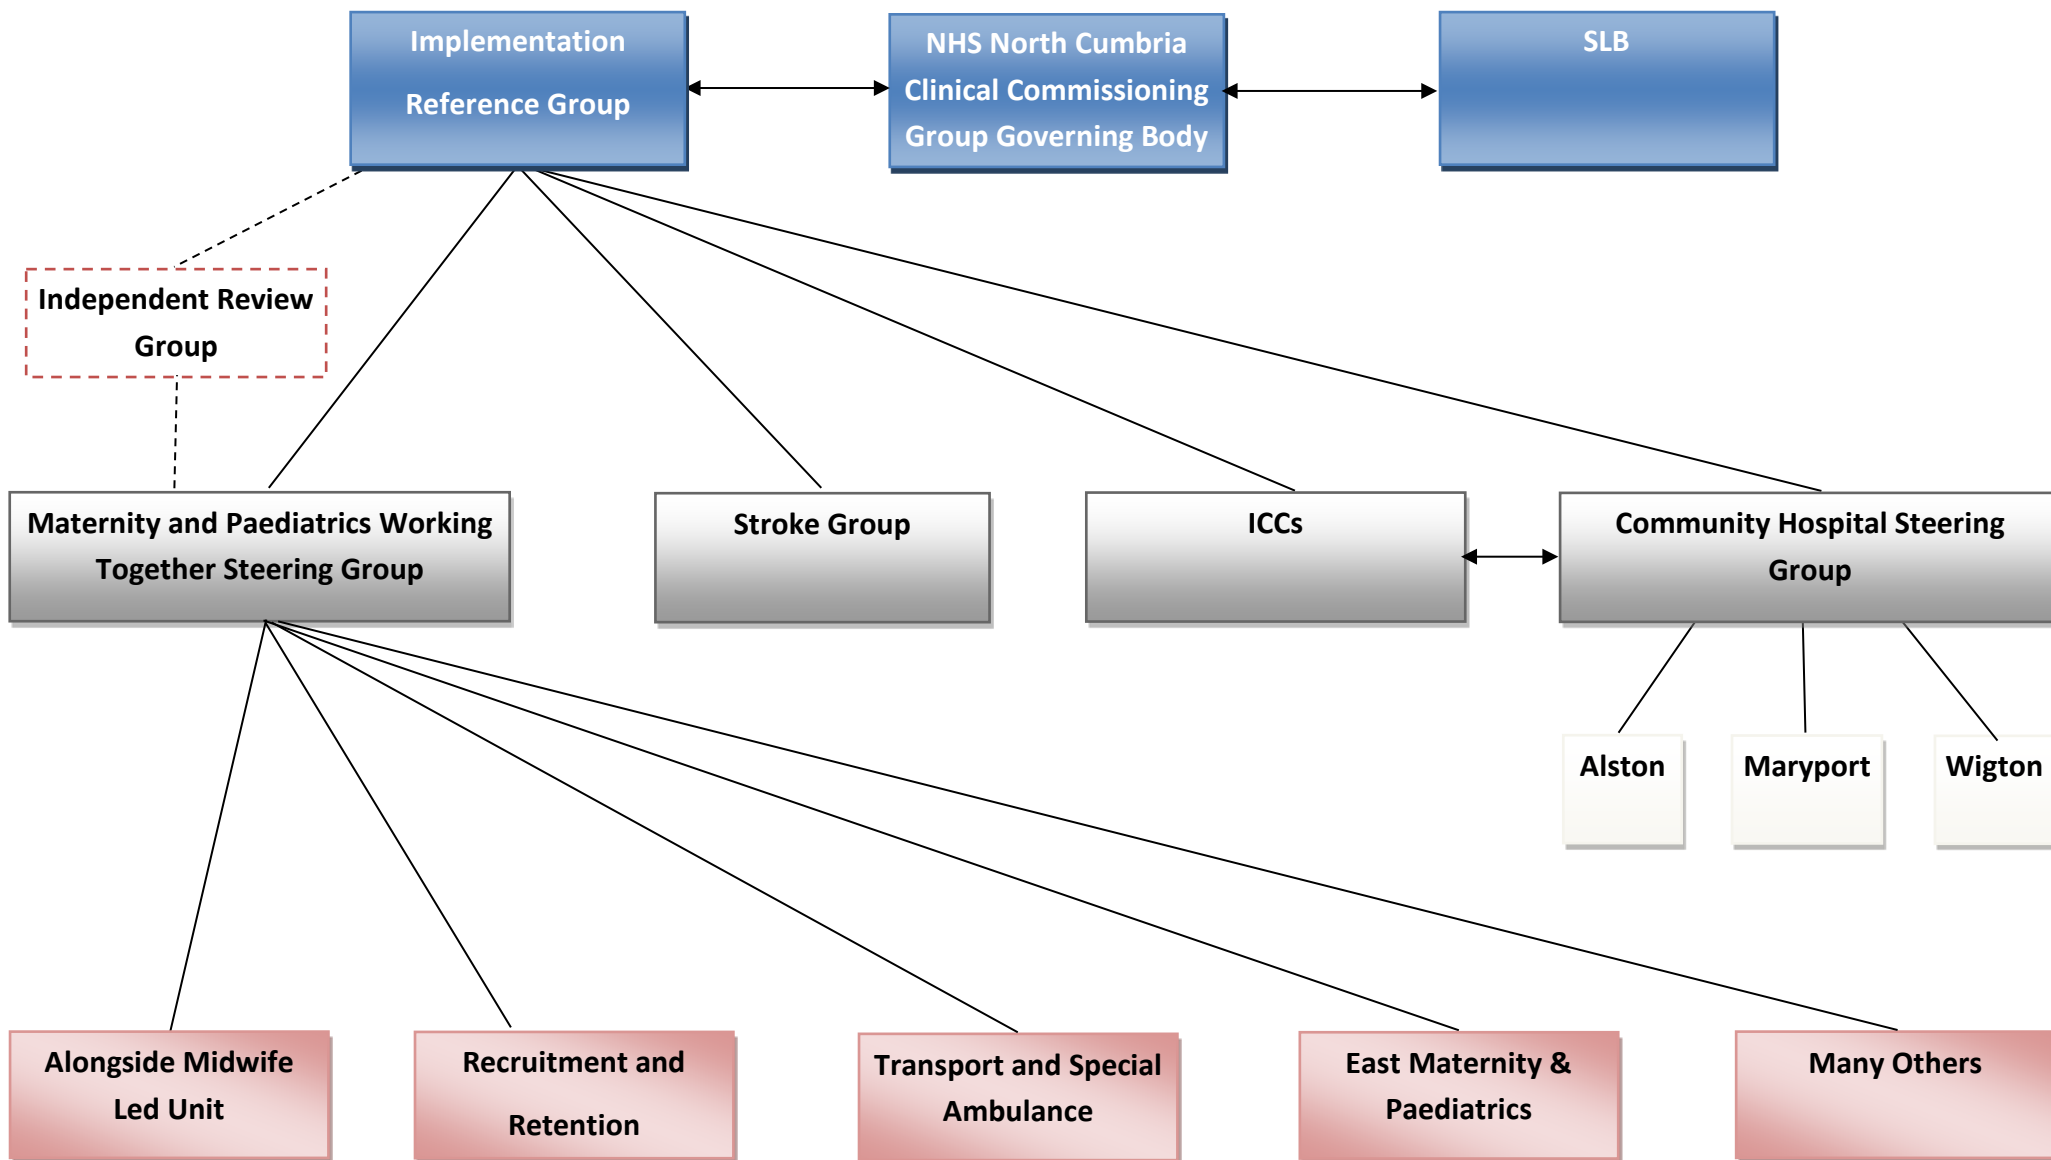 Implementation
Reference Group
NHS North Cumbria
Clinical Commissioning
Group Governing Body
SLB
Independent Review
Group
Maternity and Paediatrics Working
Together Steering Group
Stroke Group
ICCs
Community Hospital Steering
Group
Alston
Maryport
Wigton
Alongside Midwife
Led Unit
Recruitment and
Retention
Transport and Special
Ambulance
East Maternity &
Paediatrics
Many Others